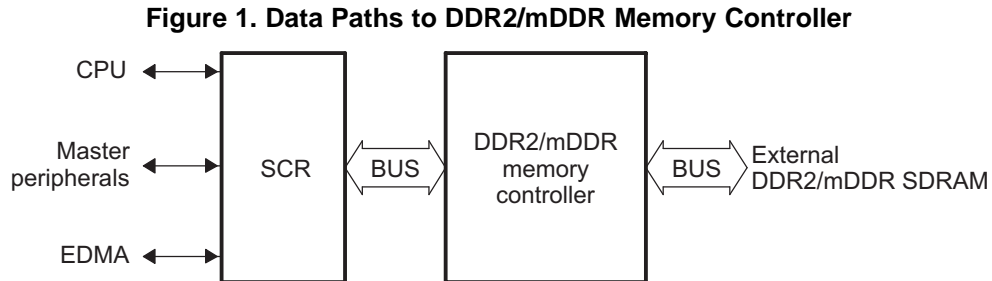 Figure 1. Data Paths to DDR2/mDDR Memory Controller
CPU
Master
peripherals
EDMA
SCR
BUS
DDR2/mDDR
memory
controller
BUS
External
DDR2/mDDR SDRAM